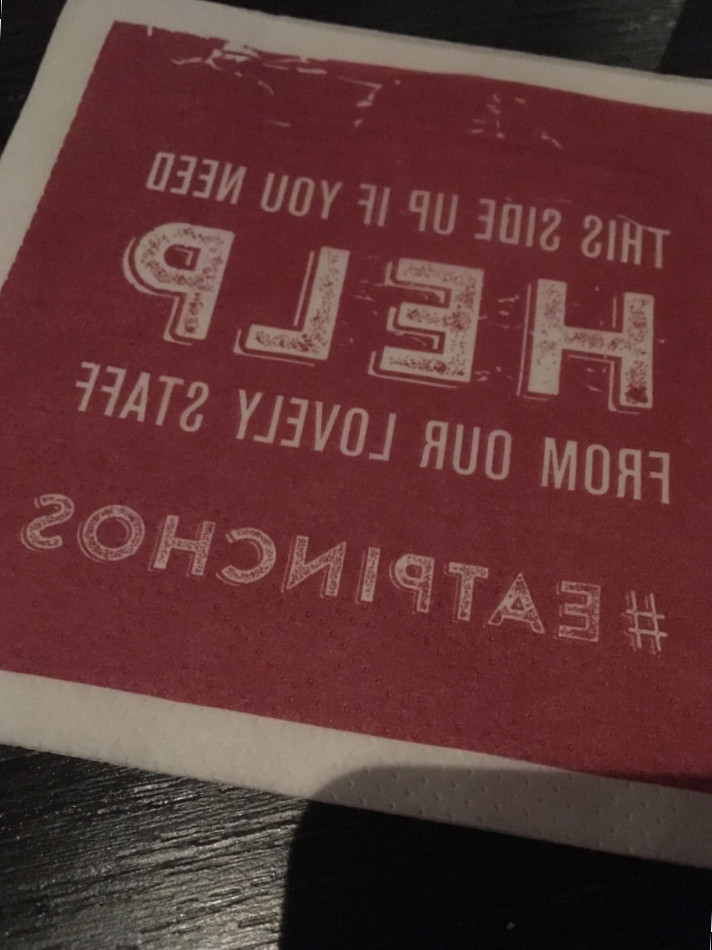 THIS SIDE UP IF YOU NEED
HELP
FROM OUR LOVELY STAFF
#EATPINCHOS